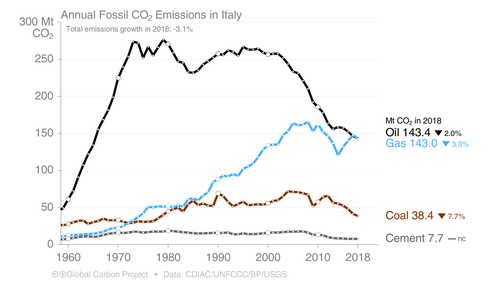 Annual Fossil CO₂ Emissions in Italy
Total emissions growth in 2018: -3.1%
300 Mt
CO₂
250
200
150
100
50
0
1960
1970
1980
1990
2000
2010
2018
Mt CO₂ in 2018
Oil 143.4 ▼ 2.0%
Gas 143.0 ▼ 3.3%
Coal 38.4 ▼ 7.7%
Cement 7.7 — nc
Global Carbon Project • Data: CDIAC/UNFCCC/BP/USGS